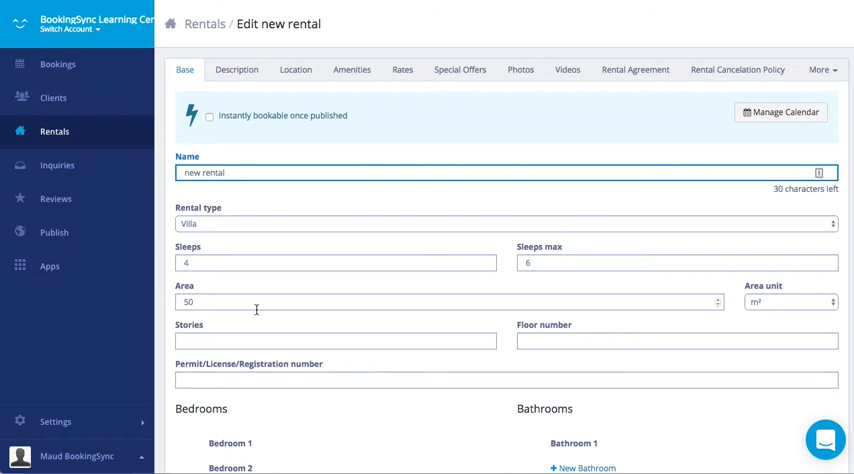 BookingSync Learning Cer
Switch Account
Rentals / Edit new rental
Bookings
Clients
Rentals
Inquiries
Reviews
Publish
Apps
Settings
Maud BookingSync
Base Description Location Amenities Rates Special Offers Photos Videos Rental Agreement Rental Cancelation Policy More
Instantly bookable once published
Manage Calendar
Name
new rental
30 characters left
Rental type
Villa
Sleeps Sleeps max
4 6
Area Area unit
50 m²
Stories Floor number
Permit/License/Registration number
Bedrooms Bathrooms
Bedroom 1 Bathroom 1
Bedroom 2 + New Bathroom